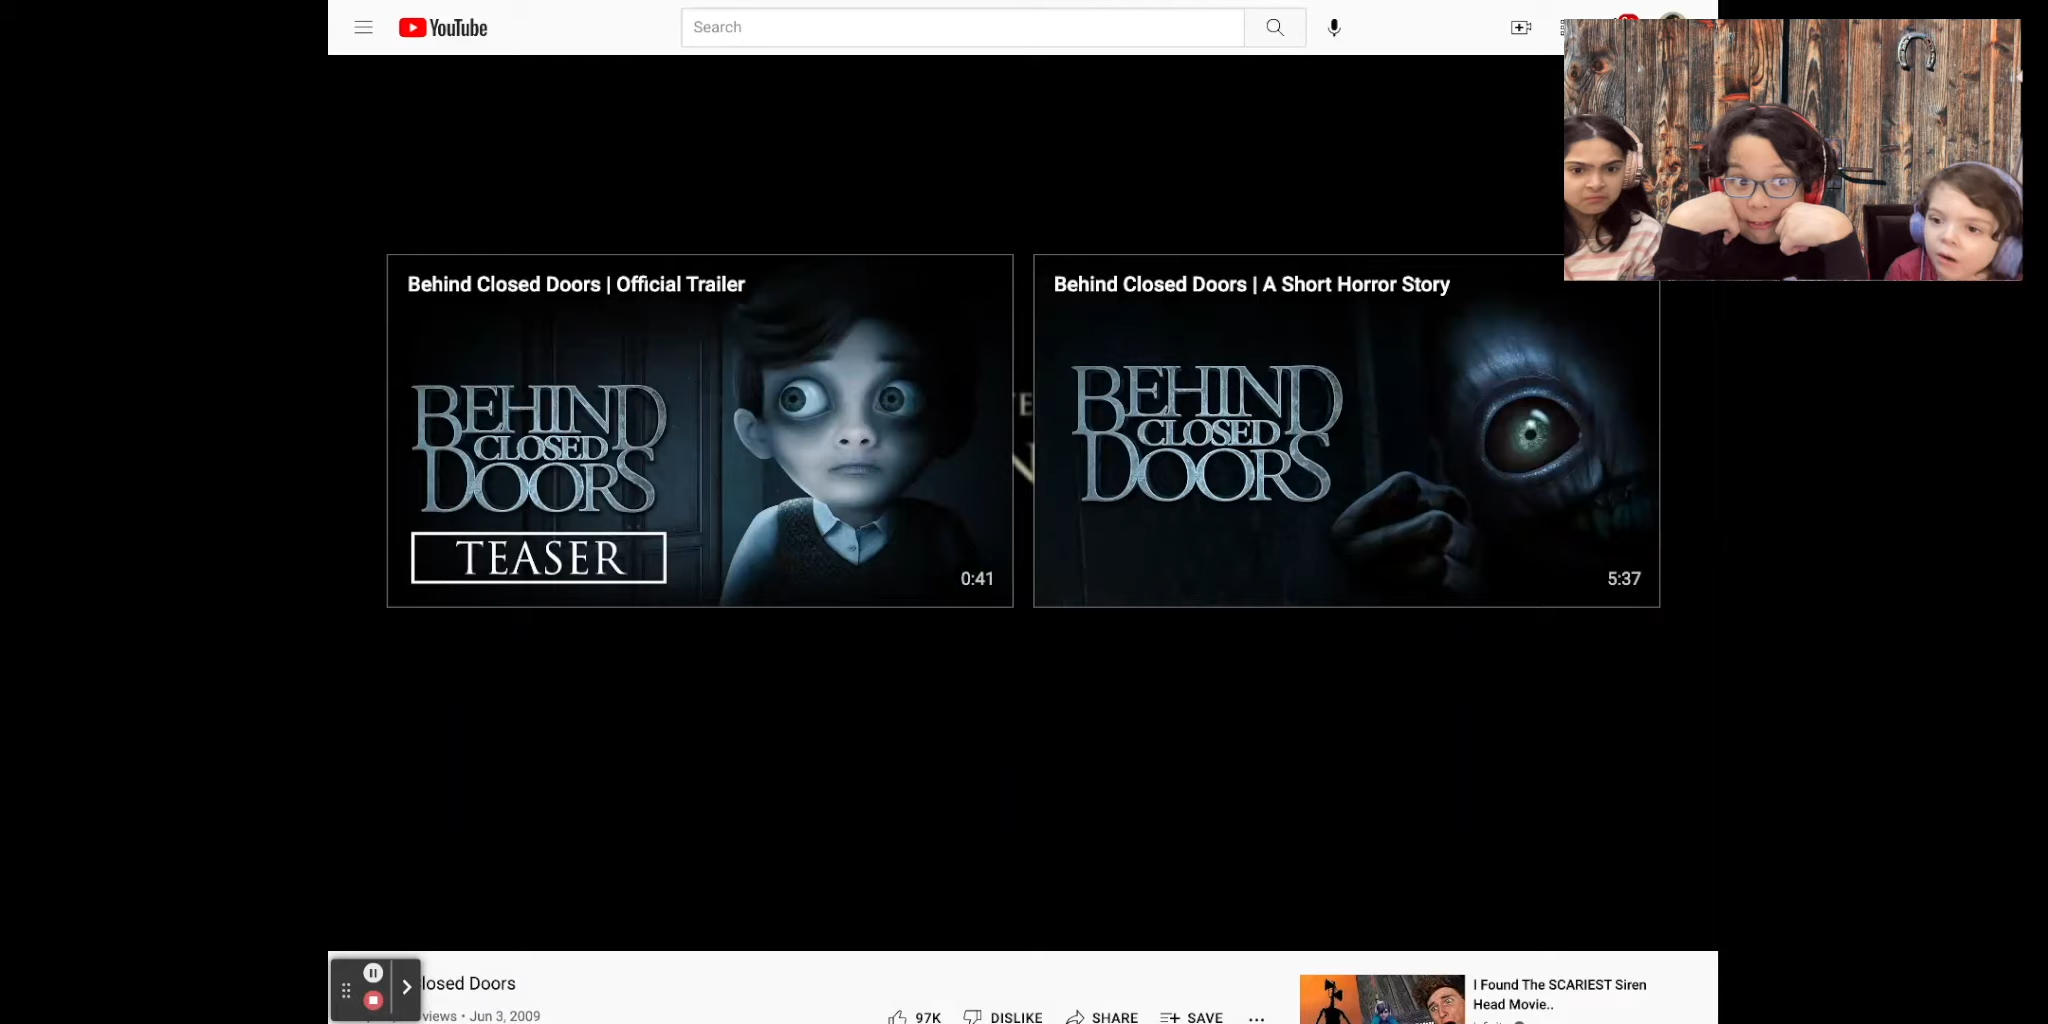 YouTube
Search
Behind Closed Doors | Official Trailer
BEHIND
CLOSED
DOORS
TEASER
0:41
Behind Closed Doors | A Short Horror Story
BEHIND
CLOSED
DOORS
5:37
Closed Doors
views • Jun 3, 2009
97K
DISLIKE
SHARE
SAVE
I Found The SCARIEST Siren
Head Movie..